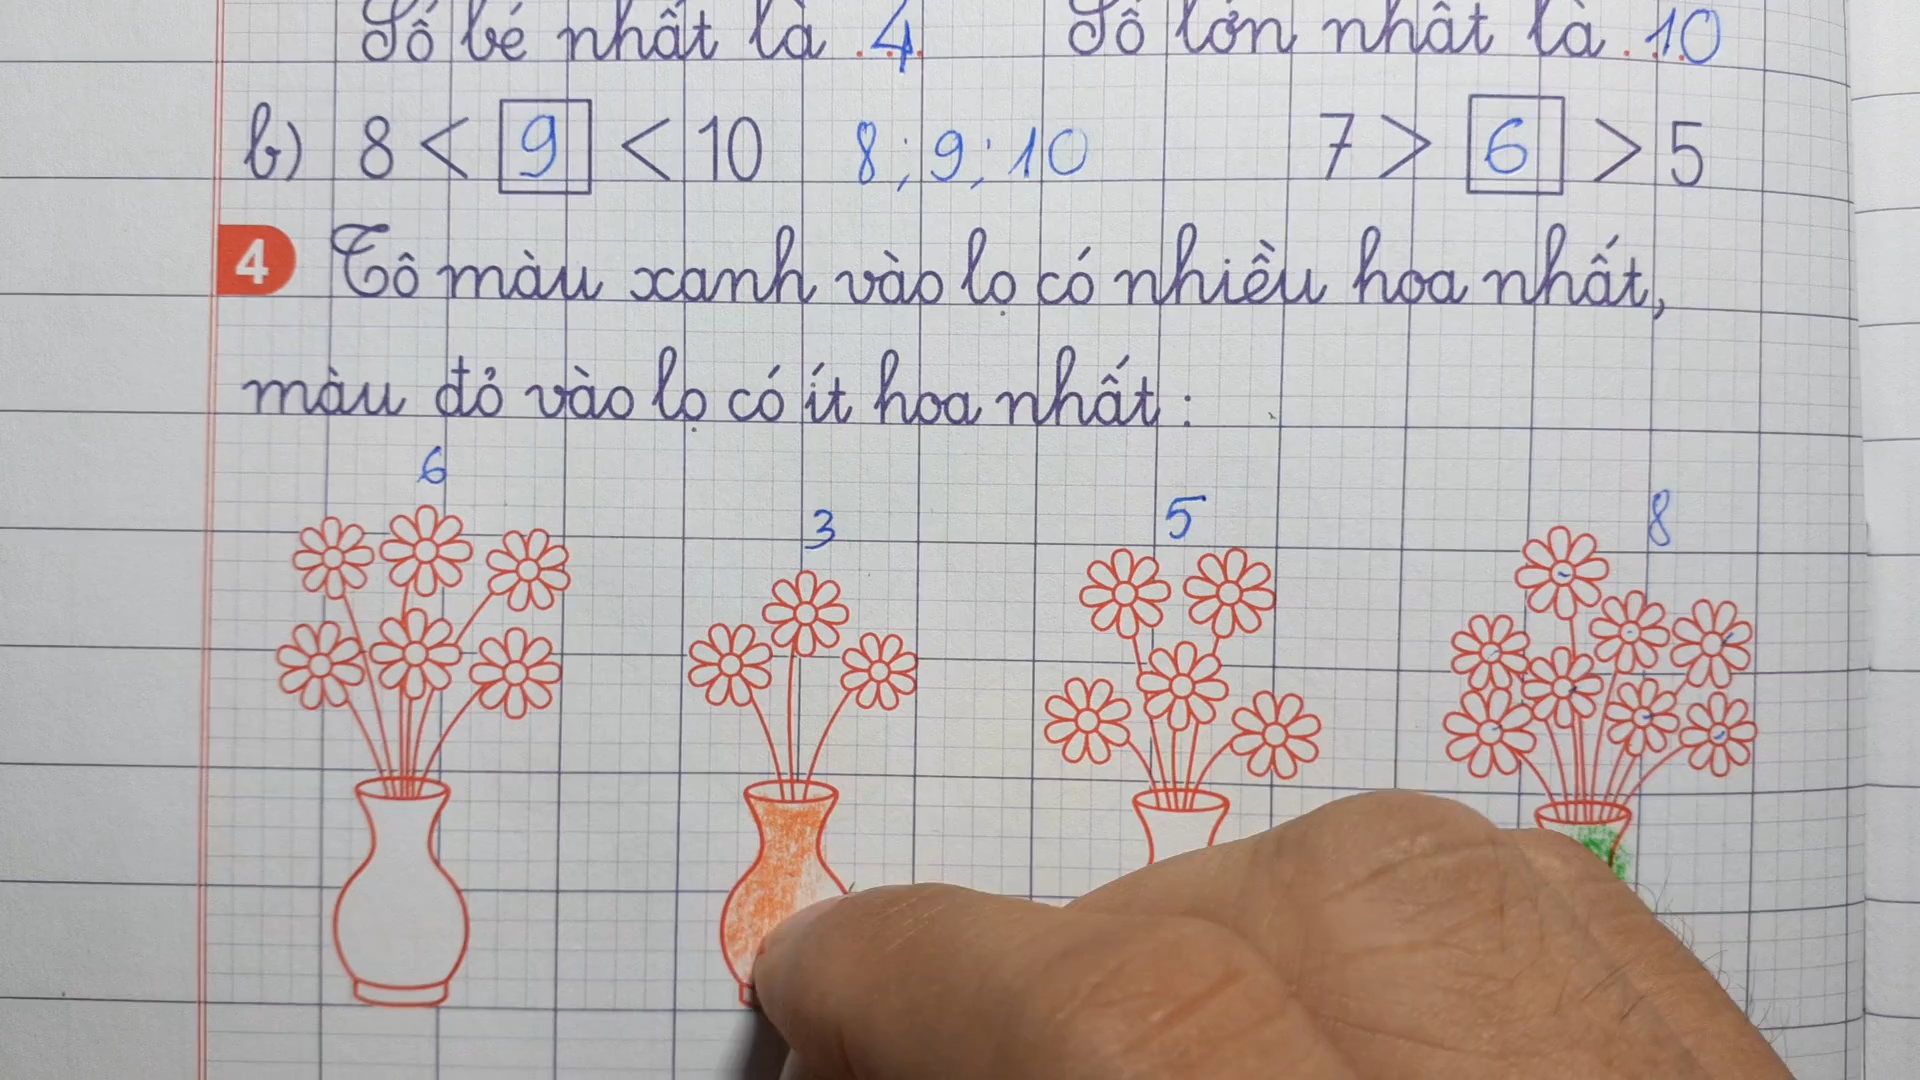 Số bé nhất là .4. Số lớn nhất là .10
b) 8 < 9 < 10 8; 9; 10 7 > 6 > 5
4 Tô màu xanh vào lọ có nhiều hoa nhất,
màu đỏ vào lọ có ít hoa nhất:
6 3 5 8